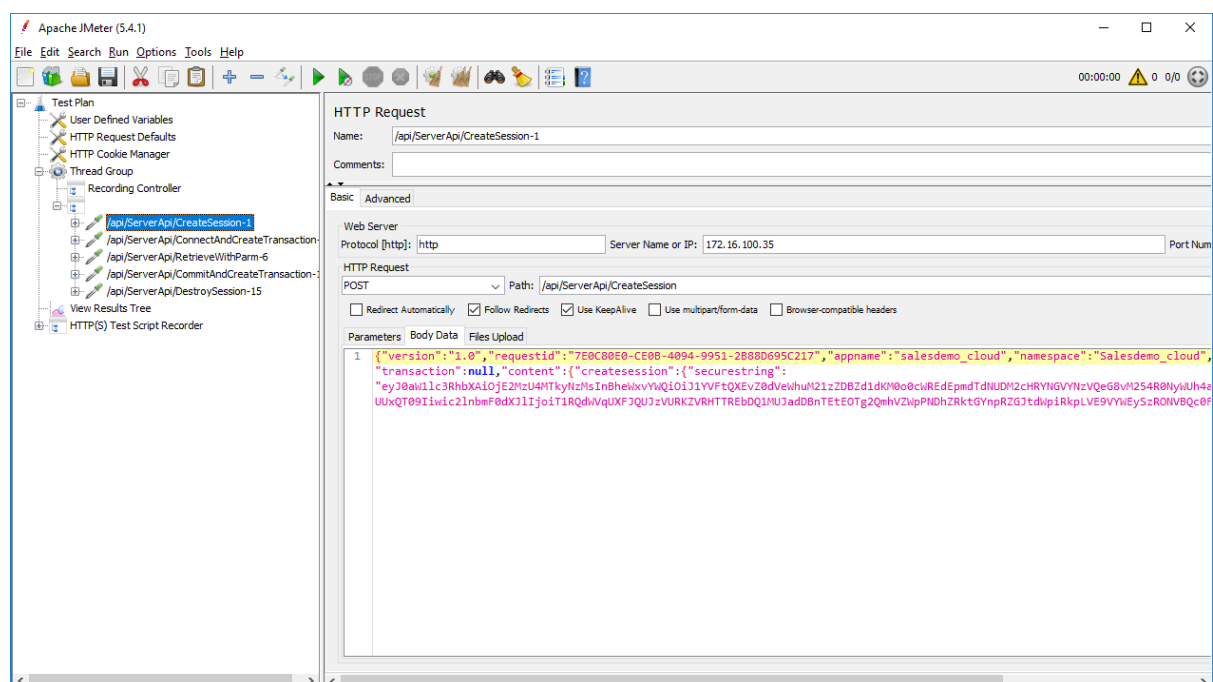 Apache JMeter (5.4.1)
File Edit Search Run Options Tools Help
00:00:00 0 0/0
Test Plan
User Defined Variables
HTTP Request Defaults
HTTP Cookie Manager
Thread Group
Recording Controller
/api/ServerApi/CreateSession-1
/api/ServerApi/ConnectAndCreateTransaction-
/api/ServerApi/RetrieveWithParm-6
/api/ServerApi/CommitAndCreateTransaction-1
/api/ServerApi/DestroySession-15
View Results Tree
HTTP(S) Test Script Recorder
HTTP Request
Name: /api/ServerApi/CreateSession-1
Comments:
Basic Advanced
Web Server
Protocol [http]: http Server Name or IP: 172.16.100.35 Port Num
HTTP Request
POST Path: /api/ServerApi/CreateSession
Redirect Automatically Follow Redirects Use KeepAlive Use multipart/form-data Browser-compatible headers
Parameters Body Data Files Upload
1 {"version":"1.0","requestid":"7E0C80E0-CE0B-4094-9951-2B88D695C217","appname":"salesdemo_cloud","namespace":"Salesdemo_cloud",
"transaction":null,"content":{"createsession":{"securestring":